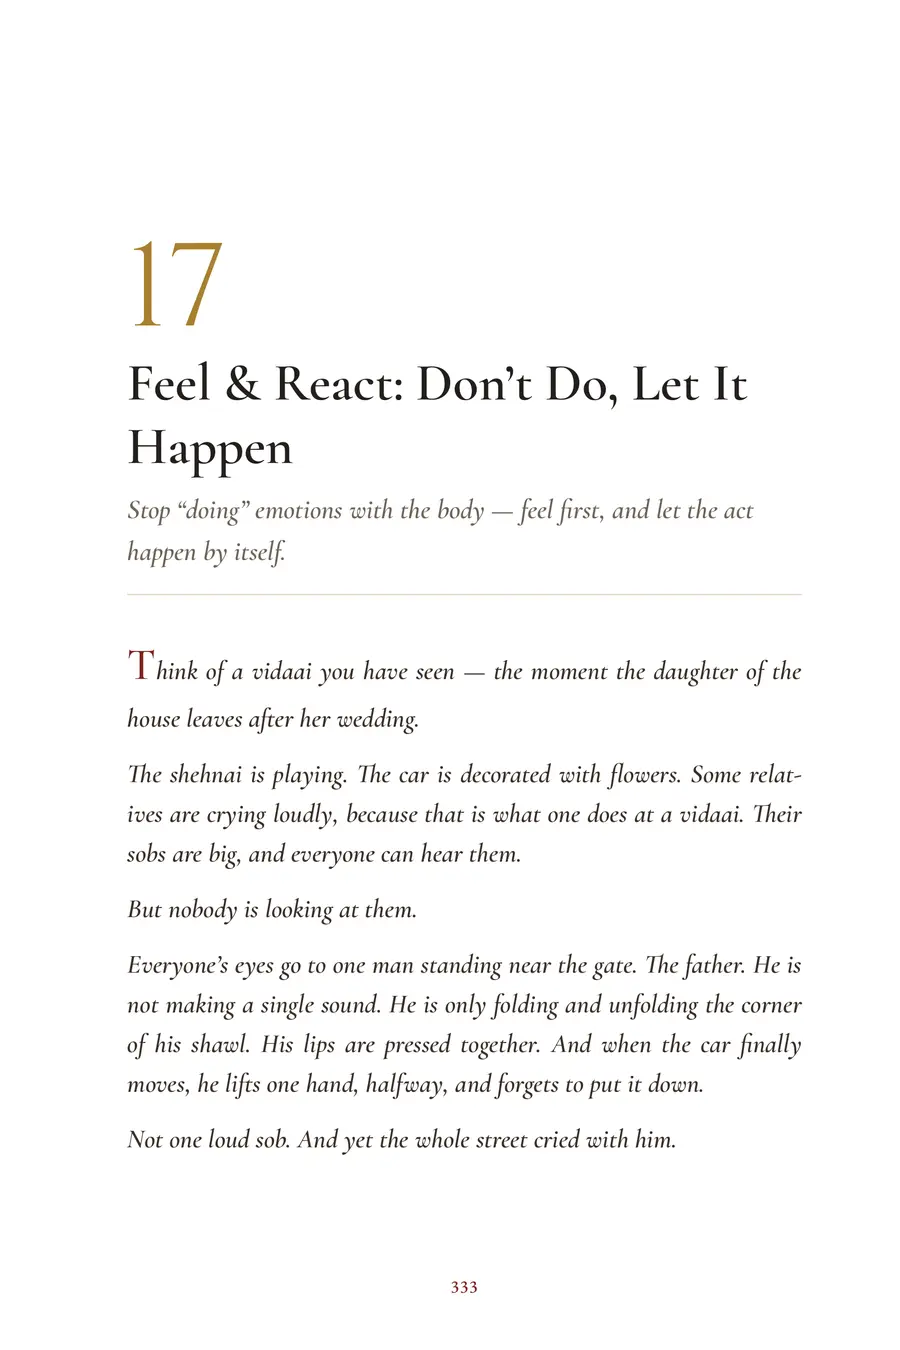 17
Feel & React: Don’t Do, Let It
Happen
Stop “doing” emotions with the body — feel first, and let the act
happen by itself.
Think of a vidaai you have seen — the moment the daughter of the
house leaves after her wedding.
The shehnai is playing. The car is decorated with flowers. Some relat-
ives are crying loudly, because that is what one does at a vidaai. Their
sobs are big, and everyone can hear them.
But nobody is looking at them.
Everyone’s eyes go to one man standing near the gate. The father. He is
not making a single sound. He is only folding and unfolding the corner
of his shawl. His lips are pressed together. And when the car finally
moves, he lifts one hand, halfway, and forgets to put it down.
Not one loud sob. And yet the whole street cried with him.
333